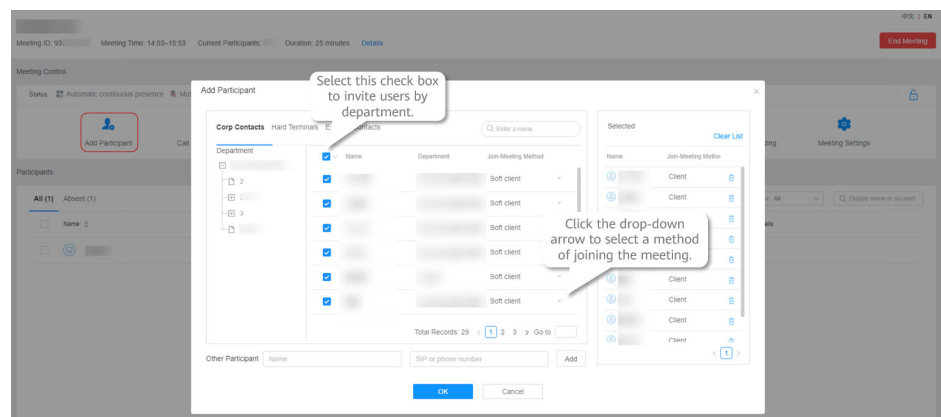 中文 | EN
Meeting ID: 93
Meeting Time: 14:53–15:53
Current Participants:
Duration: 25 minutes
Details
End Meeting
Meeting Control
Status
Automatic continuous presence
Add Participant
Call
Meeting Settings
Participants
All (1)
Absent (1)
All
Display name or account
Name
Add Participant
Select this check box
to invite users by
department.
Corp Contacts
Hard Terminals
Enter a name.
Department
2
3
Name
Department
Join-Meeting Method
Soft client
Soft client
Soft client
Soft client
Soft client
Soft client
Click the drop-down
arrow to select a method
of joining the meeting.
Total Records: 29
< 1 2 3 > Go to
Selected
Clear List
Name
Join-Meeting Metho
Client
Client
Client
Client
Client
Client
< 1 >
Other Participant
Name
SIP or phone number
Add
OK
Cancel